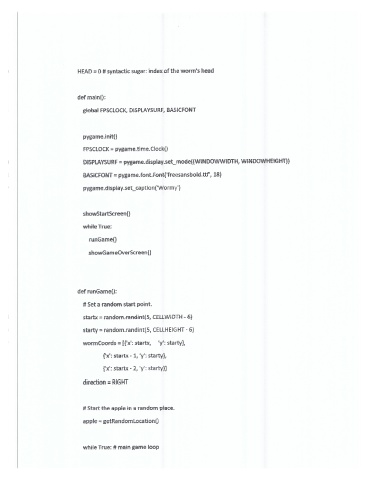 HEAD = 0 # syntactic sugar: index of the worm's head
def main():
global FPSCLOCK, DISPLAYSURF, BASICFONT
pygame.init()
FPSCLOCK = pygame.time.Clock()
DISPLAYSURF = pygame.display.set_mode((WINDOWWIDTH, WINDOWHEIGHT))
BASICFONT = pygame.font.Font('freesansbold.ttf', 18)
pygame.display.set_caption('Wormy')
showStartScreen()
while True:
runGame()
showGameOverScreen()
def runGame():
# Set a random start point.
startx = random.randint(5, CELLWIDTH - 6)
starty = random.randint(5, CELLHEIGHT - 6)
wormCoords = [{'x': startx, 'y': starty},
{'x': startx - 1, 'y': starty},
{'x': startx - 2, 'y': starty}]
direction = RIGHT
# Start the apple in a random place.
apple = getRandomLocation()
while True: # main game loop